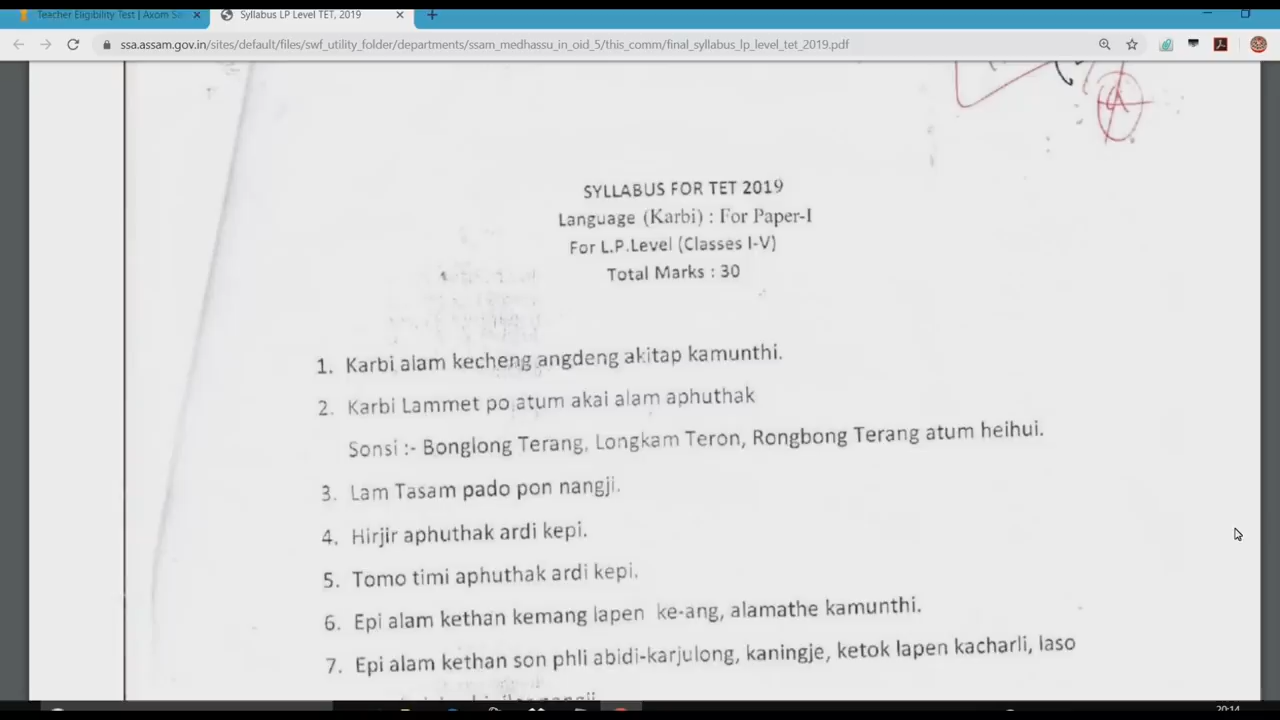 Teacher Eligibility Test | Axom
Syllabus LP Level TET, 2019
ssa.assam.gov.in/sites/default/files/swf_utility_folder/departments/ssam_medhassu_in_oid_5/this_comm/final_syllabus_lp_level_tet_2019.pdf
SYLLABUS FOR TET 2019
Language (Karbi) : For Paper-I
For L.P.Level (Classes I-V)
Total Marks : 30
1. Karbi alam kecheng angdeng akitap kamunthi.
2. Karbi Lammet po atum akai alam aphuthak
Sonsi :- Bonglong Terang, Longkam Teron, Rongbong Terang atum heihui.
3. Lam Tasam pado pon nangji.
4. Hirjir aphuthak ardi kepi.
5. Tomo timi aphuthak ardi kepi.
6. Epi alam kethan kemang lapen ke-ang, alamathe kamunthi.
7. Epi alam kethan son phli abidi-karjulong, kaningje, ketok lapen kacharli, laso
20:14